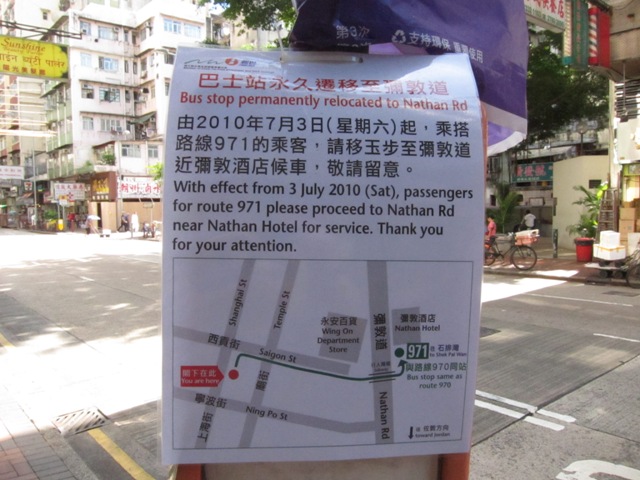 Sunshine
巴士站永久遷移至彌敦道
Bus stop permanently relocated to Nathan Rd
由2010年7月3日(星期六)起，乘搭
路線971的乘客，請移玉步至彌敦道
近彌敦酒店候車，敬請留意。
With effect from 3 July 2010 (Sat), passengers
for route 971 please proceed to Nathan Rd
near Nathan Hotel for service. Thank you
for your attention.
Shanghai St
Temple St
永安百貨
Wing On
Department
Store
彌敦道
彌敦酒店
Nathan Hotel
西貢街
Saigon St
971
往 石排灣
to Shek Pai Wan
與路線970同站
Bus stop same as
route 970
閣下在此
You are here
廟街
寧波街
Ning Po St
上海街
Nathan Rd
往 佐敦方向
toward Jordan
支持環保